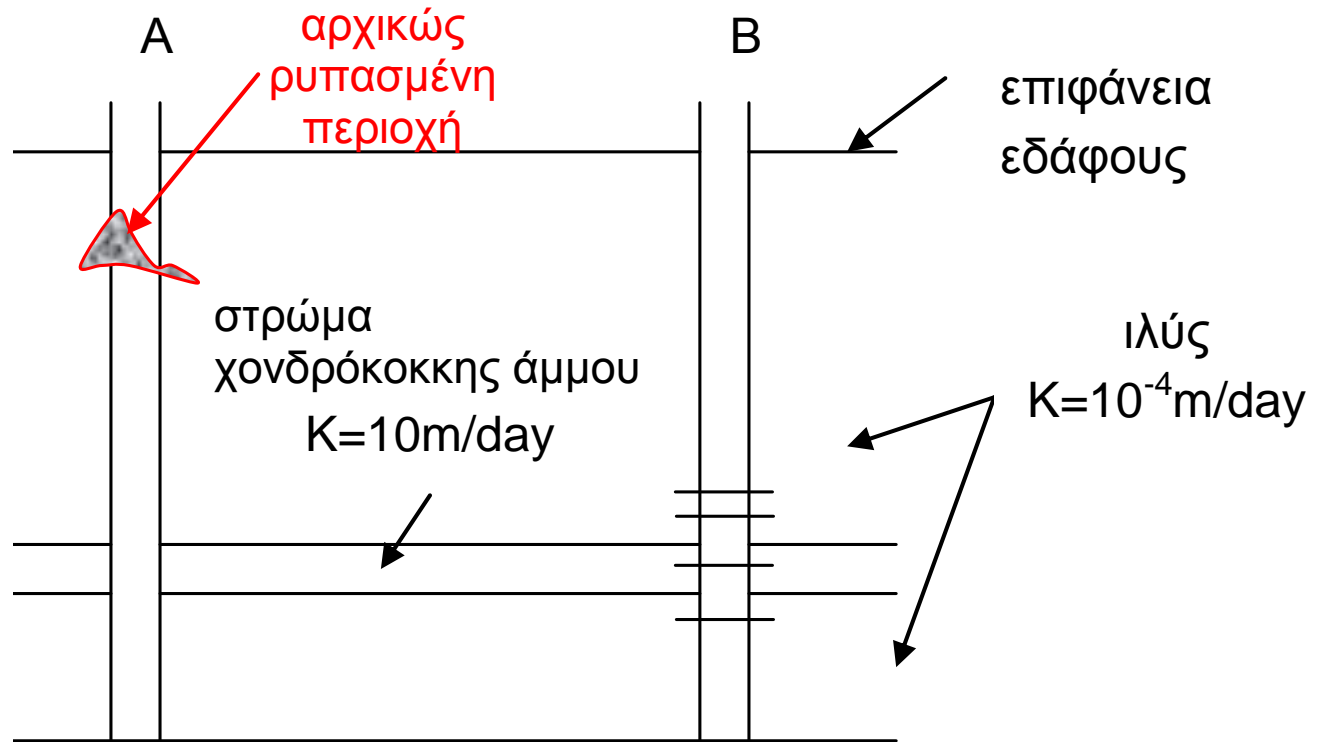 A
αρχικώς
ρυπασμένη
περιοχή
B
επιφάνεια
εδάφους
στρώμα
χονδρόκοκκης άμμου
K=10m/day
ιλύς
K=10⁻⁴m/day